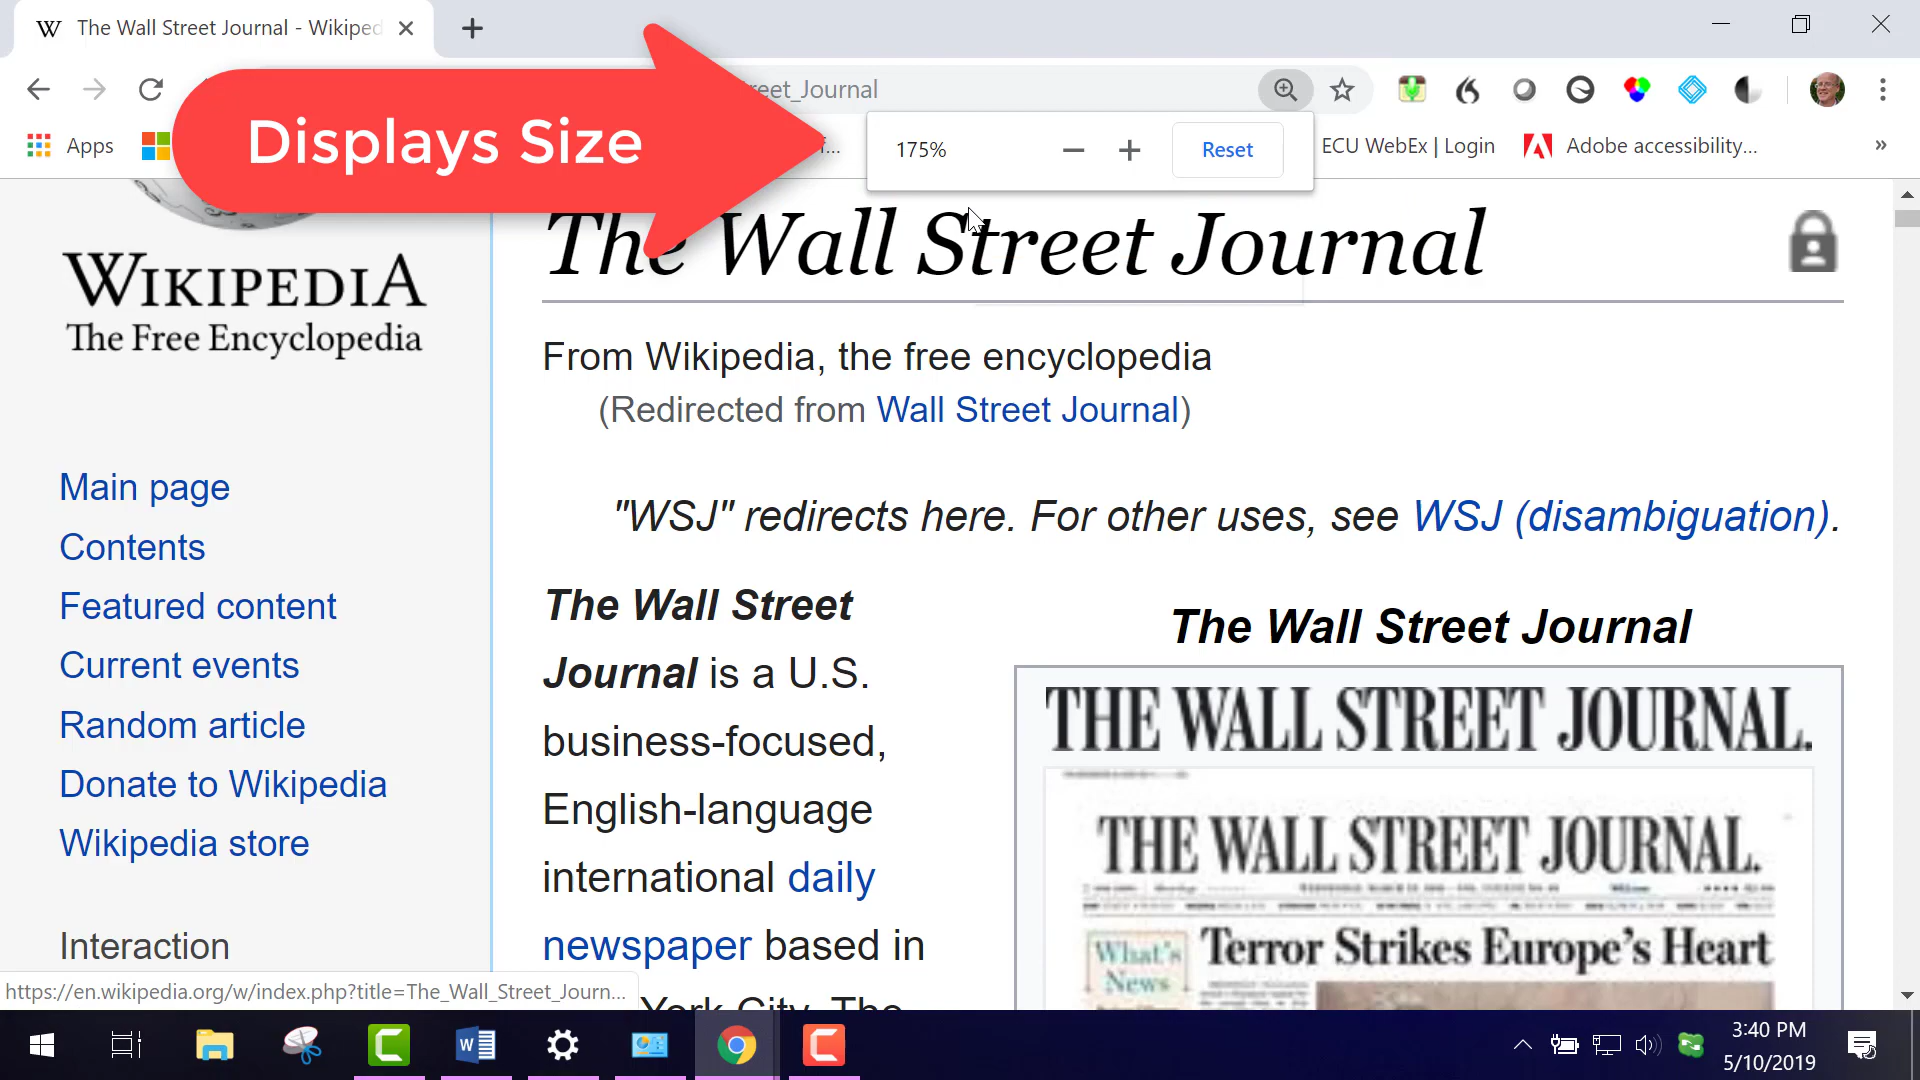 The Wall Street Journal - Wikiped
reet_Journal
Displays Size
Apps
f...
175%
Reset
ECU WebEx | Login
Adobe accessibility...
»
WIKIPEDIA
The Free Encyclopedia
Main page
Contents
Featured content
Current events
Random article
Donate to Wikipedia
Wikipedia store
Interaction
The Wall Street Journal
From Wikipedia, the free encyclopedia
(Redirected from Wall Street Journal)
"WSJ" redirects here. For other uses, see WSJ (disambiguation).
The Wall Street
Journal is a U.S.
business-focused,
English-language
international daily
newspaper based in
York City. The
The Wall Street Journal
THE WALL STREET JOURNAL.
THE WALL STREET JOURNAL.
What's
News
Terror Strikes Europe's Heart
https://en.wikipedia.org/w/index.php?title=The_Wall_Street_Journ...
3:40 PM
5/10/2019